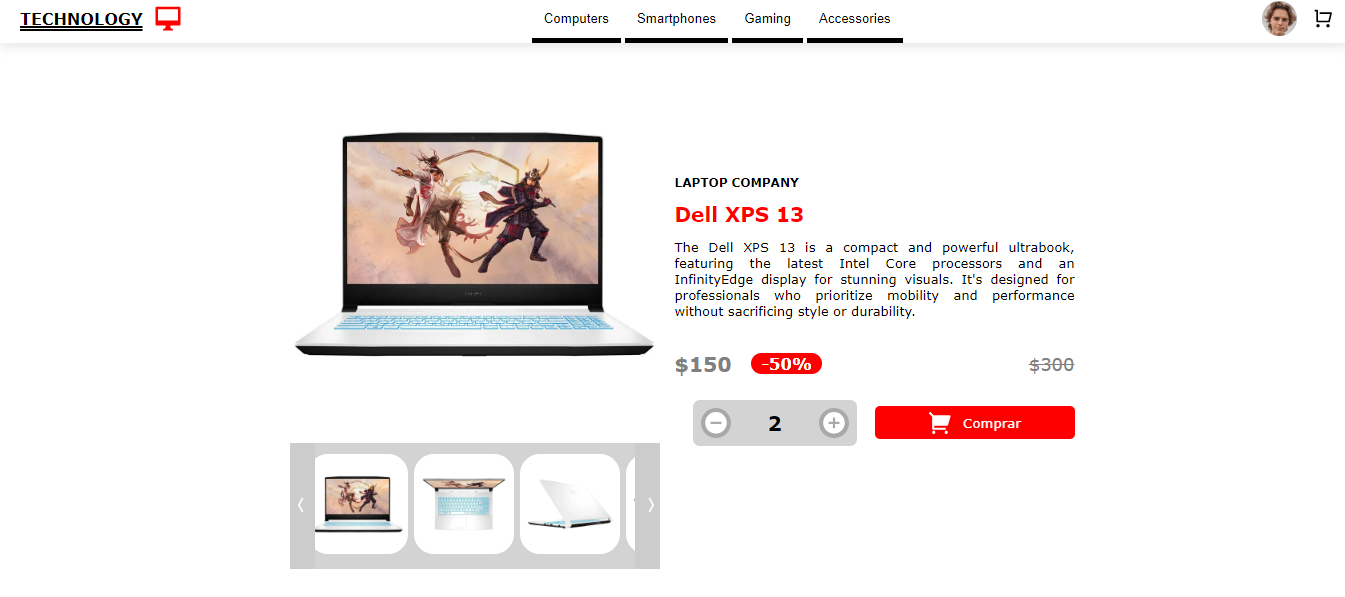 TECHNOLOGY
Computers Smartphones Gaming Accessories
LAPTOP COMPANY
Dell XPS 13
The Dell XPS 13 is a compact and powerful ultrabook,
featuring the latest Intel Core processors and an
InfinityEdge display for stunning visuals. It's designed for
professionals who prioritize mobility and performance
without sacrificing style or durability.
$150 -50% $300
2 Comprar